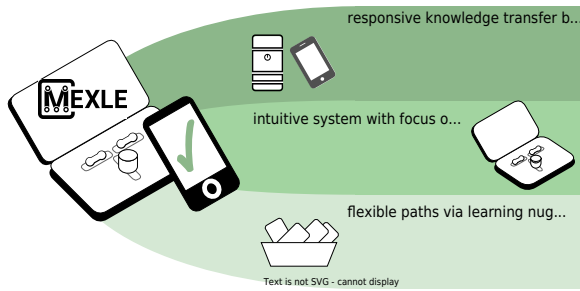 responsive knowledge transfer b...
MEXLE
intuitive system with focus o...
flexible paths via learning nug...
Text is not SVG - cannot display